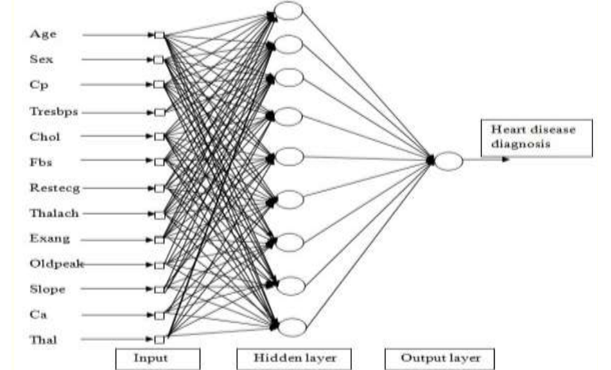 Age
Sex
Cp
Tresbps
Chol
Fbs
Restecg
Thalach
Exang
Oldpeak
Slope
Ca
Thal
Heart disease
diagnosis
Input
Hidden layer
Output layer